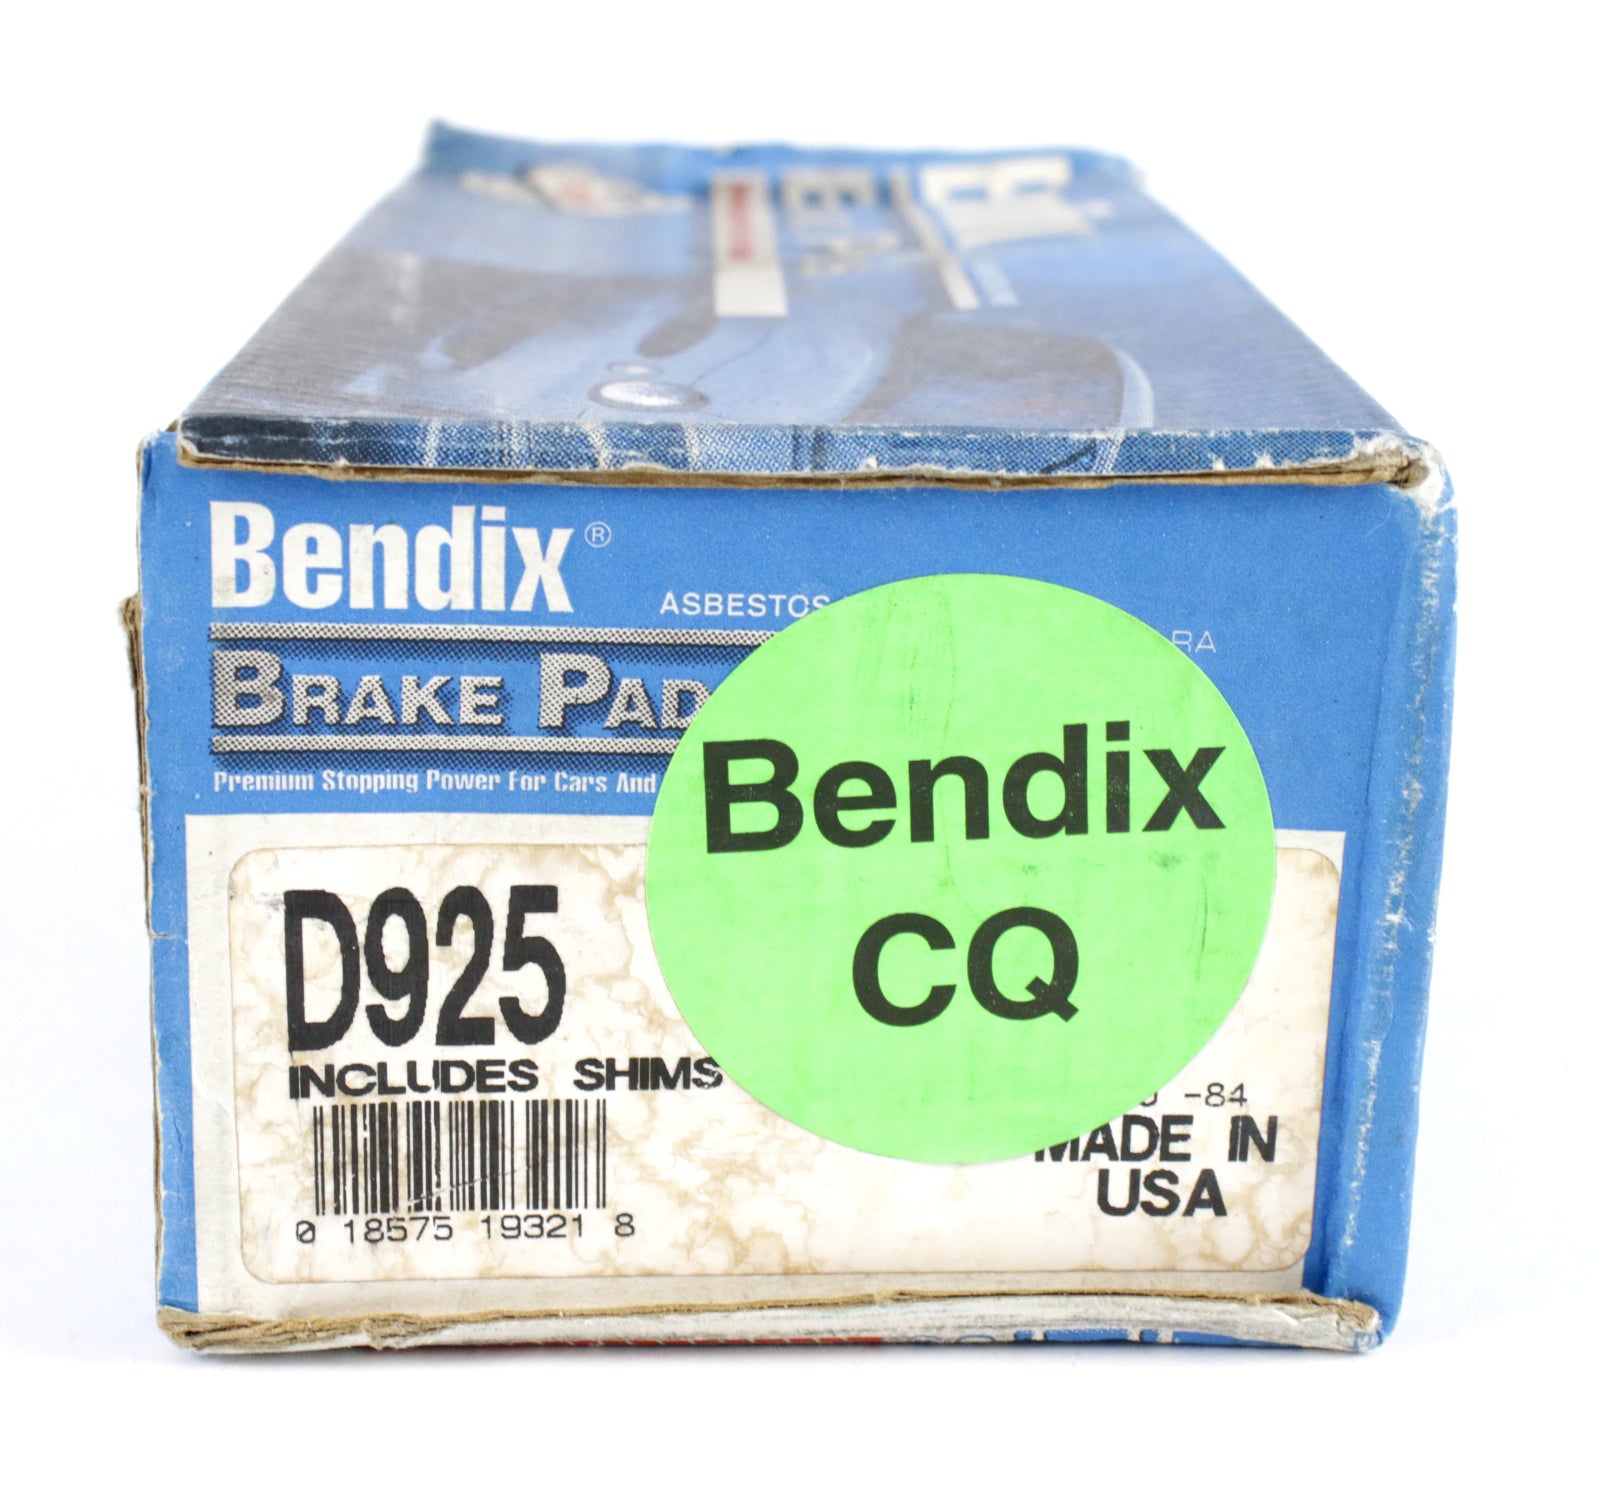 Bendix®
ASBESTOS
RA
BRAKE PAD
Premium Stopping Power For Cars And
Bendix
CQ
D925
INCLUDES SHIMS
-84
MADE IN
USA
0 18575 19321 8